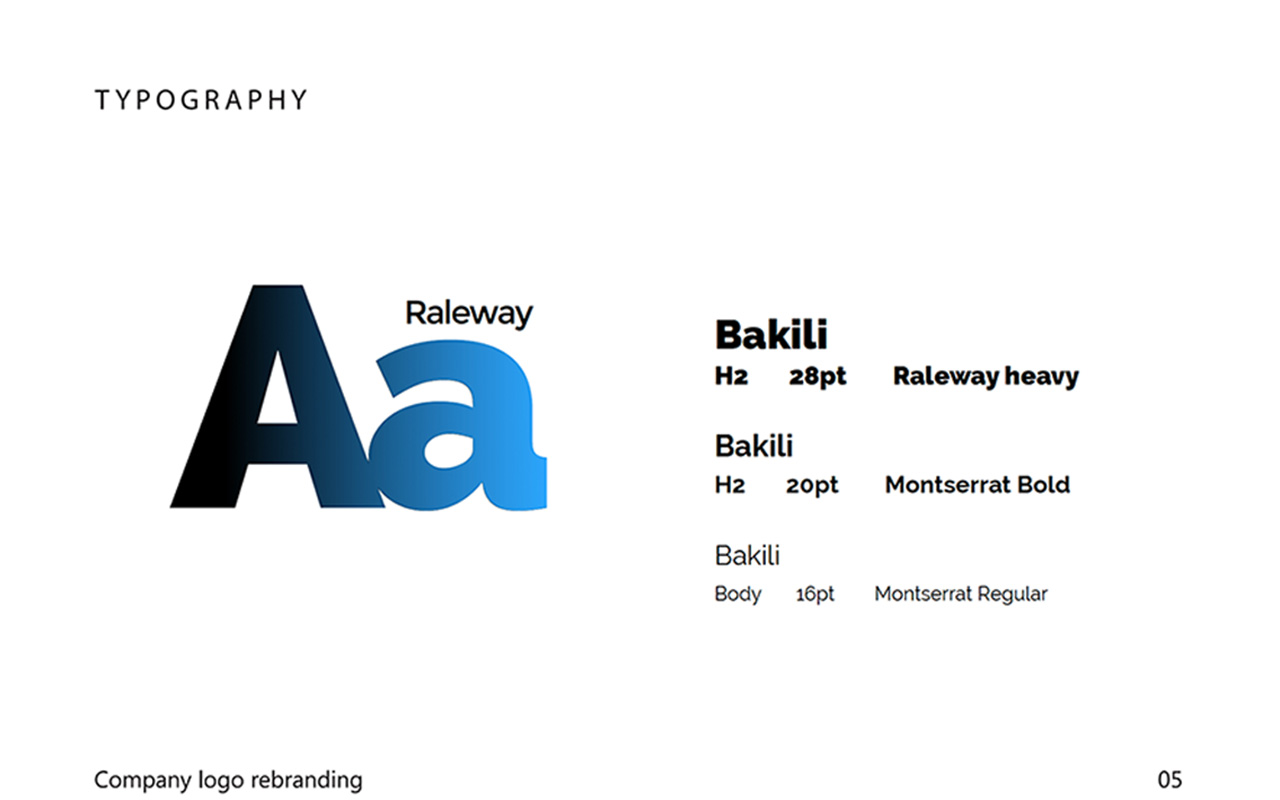 TYPOGRAPHY
Aa
Raleway
Bakili
H2 28pt Raleway heavy
Bakili
H2 20pt Montserrat Bold
Bakili
Body 16pt Montserrat Regular
Company logo rebranding
05